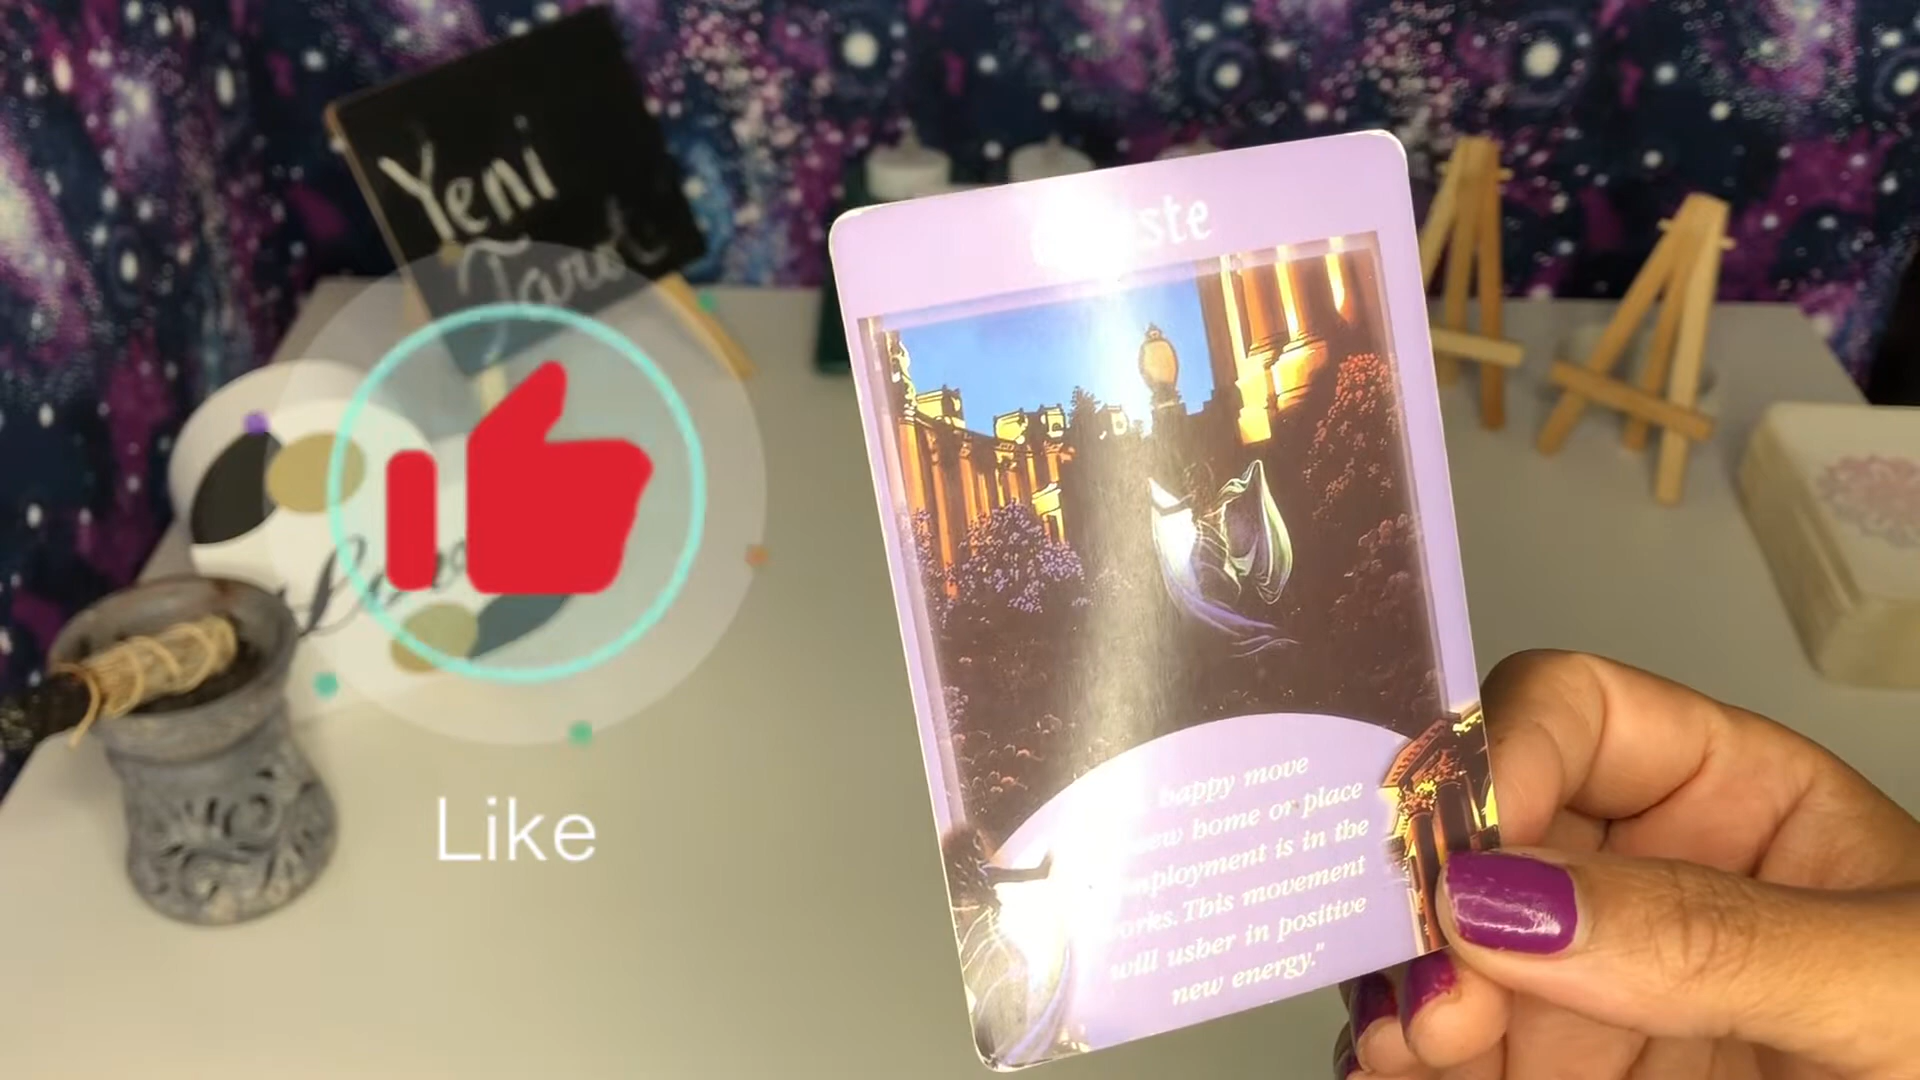 Yeni
Tarot
Like
ste
happy move
new home or place
employment is in the
works. This movement
will usher in positive
new energy."